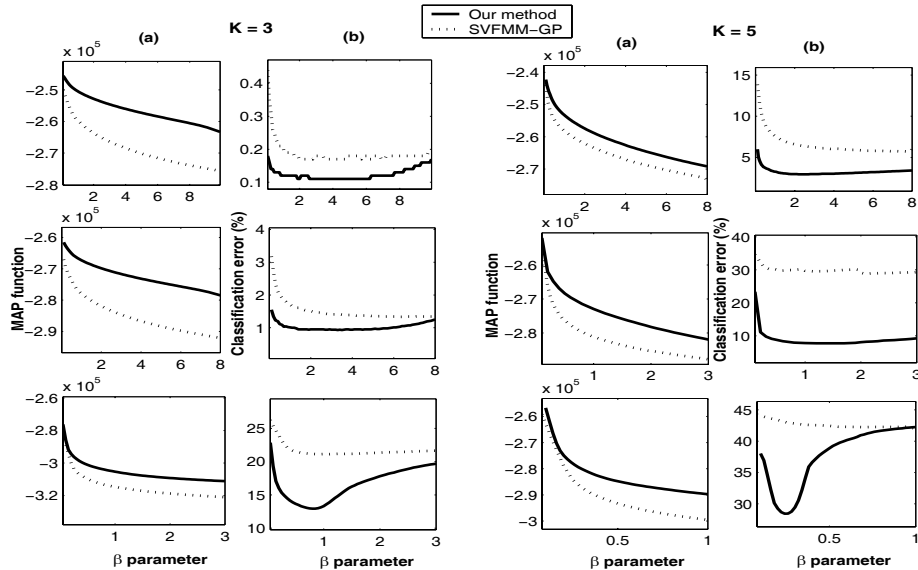 K = 3
Our method
SVFMM-GP
K = 5
(a)
(b)
(a)
(b)
x 10^5
−2.5
−2.6
−2.7
−2.8
2 4 6 8
0.4
0.3
0.2
0.1
2 4 6 8
x 10^5
−2.4
−2.5
−2.6
−2.7
2 4 6 8
15
10
5
2 4 6 8
MAP function
x 10^5
−2.6
−2.7
−2.8
−2.9
2 4 6 8
Classification error (%)
4
3
2
1
2 4 6 8
MAP function
x 10^5
−2.6
−2.7
−2.8
1 2 3
Classification error (%)
40
30
20
10
1 2 3
x 10^5
−2.6
−2.8
−3
−3.2
1 2 3
β parameter
25
20
15
10
1 2 3
β parameter
x 10^5
−2.6
−2.7
−2.8
−2.9
−3
0.5 1
β parameter
45
40
35
30
0.5 1
β parameter